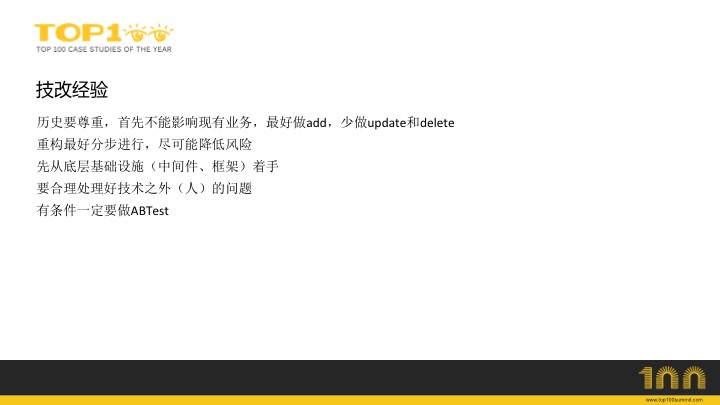 TOP100
TOP 100 CASE STUDIES OF THE YEAR
技改经验
历史要尊重，首先不能影响现有业务，最好做add，少做update和delete
重构最好分步进行，尽可能降低风险
先从底层基础设施（中间件、框架）着手
要合理处理好技术之外（人）的问题
有条件一定要做ABTest
100
www.top100summit.com